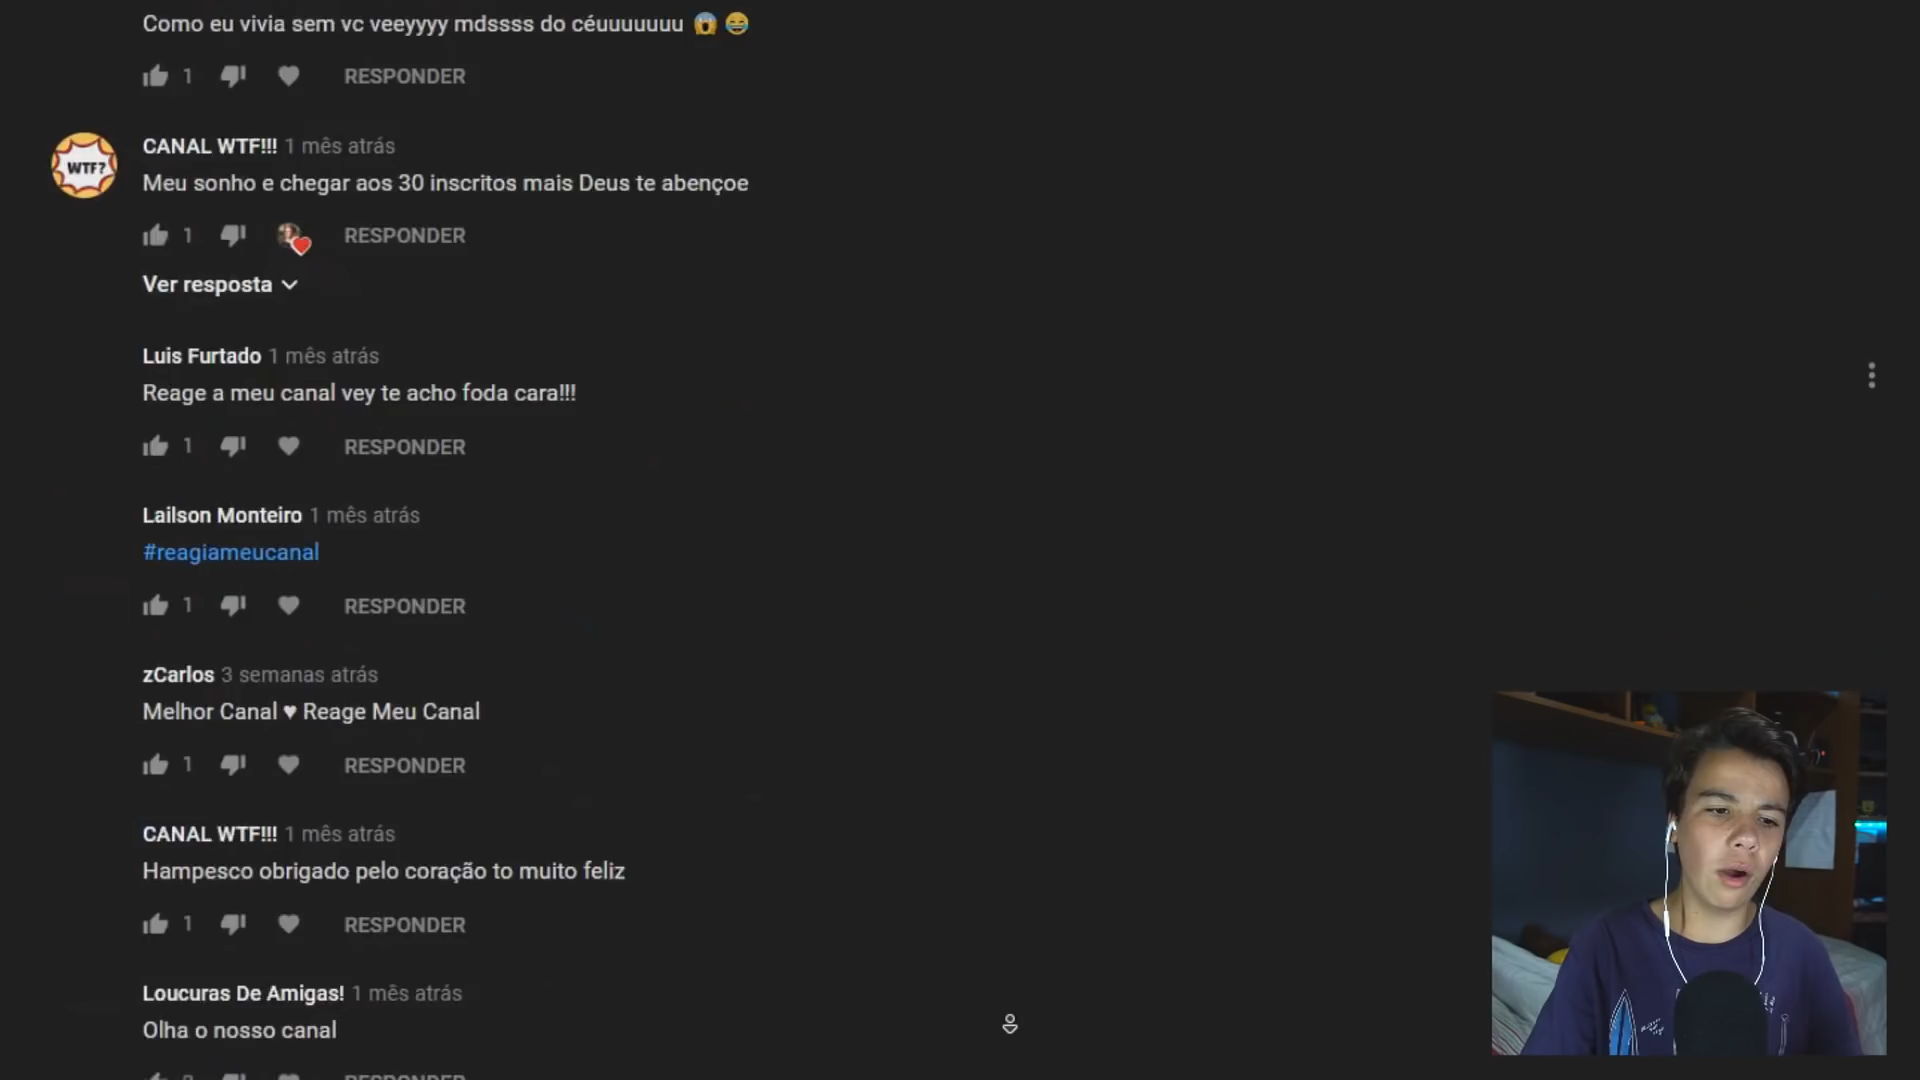 Como eu vivia sem vc veeyyyy mdssss do céuuuuuuu 😱 😂
1 RESPONDER
WTF?
CANAL WTF!!! 1 mês atrás
Meu sonho e chegar aos 30 inscritos mais Deus te abençoe
1 RESPONDER
Ver resposta
Luis Furtado 1 mês atrás
Reage a meu canal vey te acho foda cara!!!
1 RESPONDER
Lailson Monteiro 1 mês atrás
#reagiameucanal
1 RESPONDER
zCarlos 3 semanas atrás
Melhor Canal ♥ Reage Meu Canal
1 RESPONDER
CANAL WTF!!! 1 mês atrás
Hampesco obrigado pelo coração to muito feliz
1 RESPONDER
Loucuras De Amigas! 1 mês atrás
Olha o nosso canal
RESPONDER